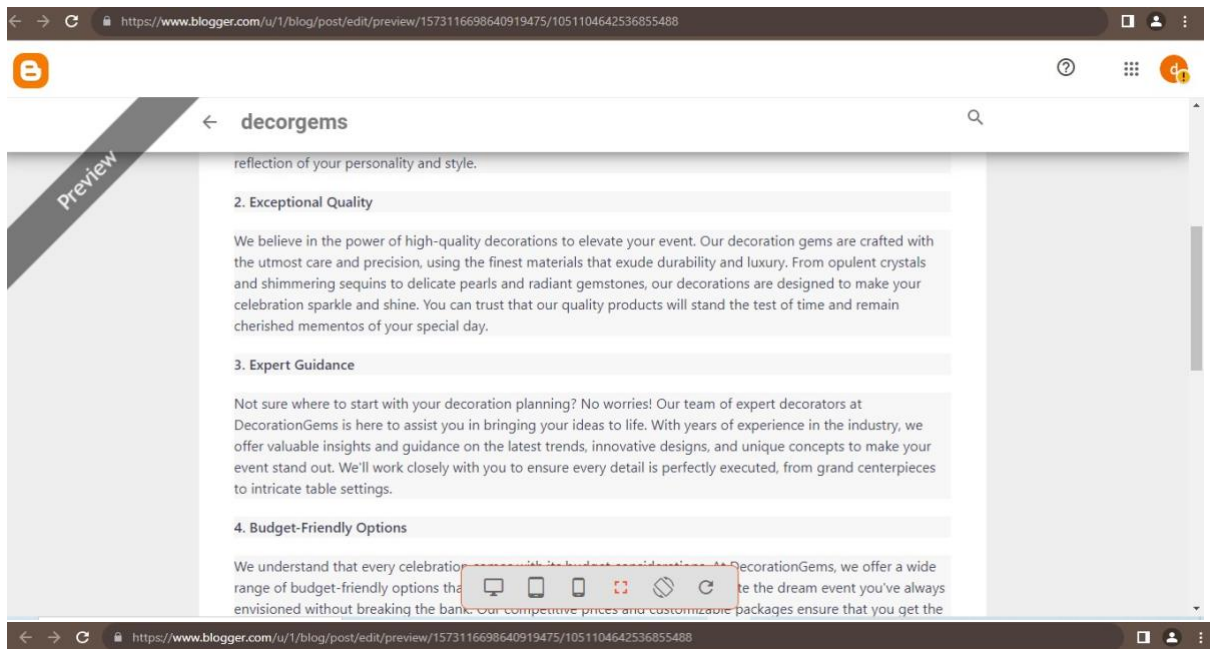 https://www.blogger.com/u/1/blog/post/edit/preview/1573116698640919475/1051104642536855488
decorgems
Preview
reflection of your personality and style.
2. Exceptional Quality
We believe in the power of high-quality decorations to elevate your event. Our decoration gems are crafted with
the utmost care and precision, using the finest materials that exude durability and luxury. From opulent crystals
and shimmering sequins to delicate pearls and radiant gemstones, our decorations are designed to make your
celebration sparkle and shine. You can trust that our quality products will stand the test of time and remain
cherished mementos of your special day.
3. Expert Guidance
Not sure where to start with your decoration planning? No worries! Our team of expert decorators at
DecorationGems is here to assist you in bringing your ideas to life. With years of experience in the industry, we
offer valuable insights and guidance on the latest trends, innovative designs, and unique concepts to make your
event stand out. We'll work closely with you to ensure every detail is perfectly executed, from grand centerpieces
to intricate table settings.
4. Budget-Friendly Options
We understand that every celebration comes with its budget considerations. At DecorationGems, we offer a wide
range of budget-friendly options the dream event you've always
envisioned without breaking the bank. Our competitive prices and customizable packages ensure that you get the
https://www.blogger.com/u/1/blog/post/edit/preview/1573116698640919475/1051104642536855488